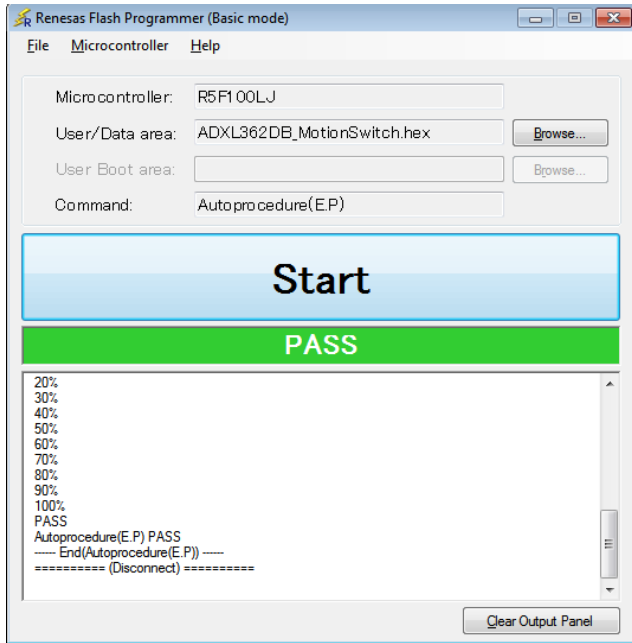 Renesas Flash Programmer (Basic mode)
File Microcontroller Help
Microcontroller: R5F100LJ
User/Data area: ADXL362DB_MotionSwitch.hex Browse...
User Boot area: Browse...
Command: Autoprocedure(E.P)
Start
PASS
20%
30%
40%
50%
60%
70%
80%
90%
100%
PASS
Autoprocedure(E.P) PASS
------ End(Autoprocedure(E.P)) ------
========== (Disconnect) ==========
Clear Output Panel